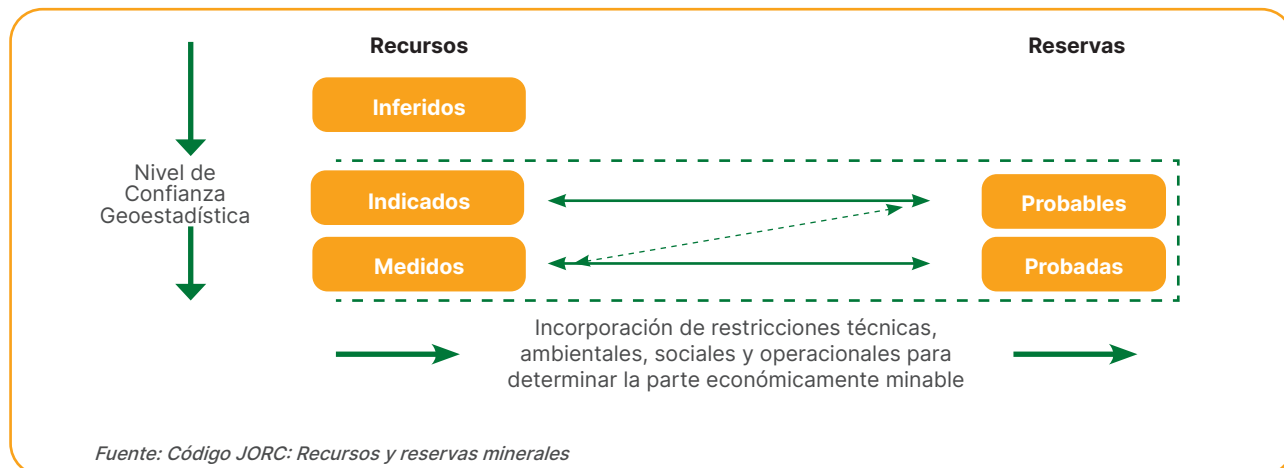 Recursos
Reservas
Inferidos
Nivel de
Confianza
Geoestadística
Indicados
Probables
Medidos
Probadas
Incorporación de restricciones técnicas,
ambientales, sociales y operacionales para
determinar la parte económicamente minable
Fuente: Código JORC: Recursos y reservas minerales